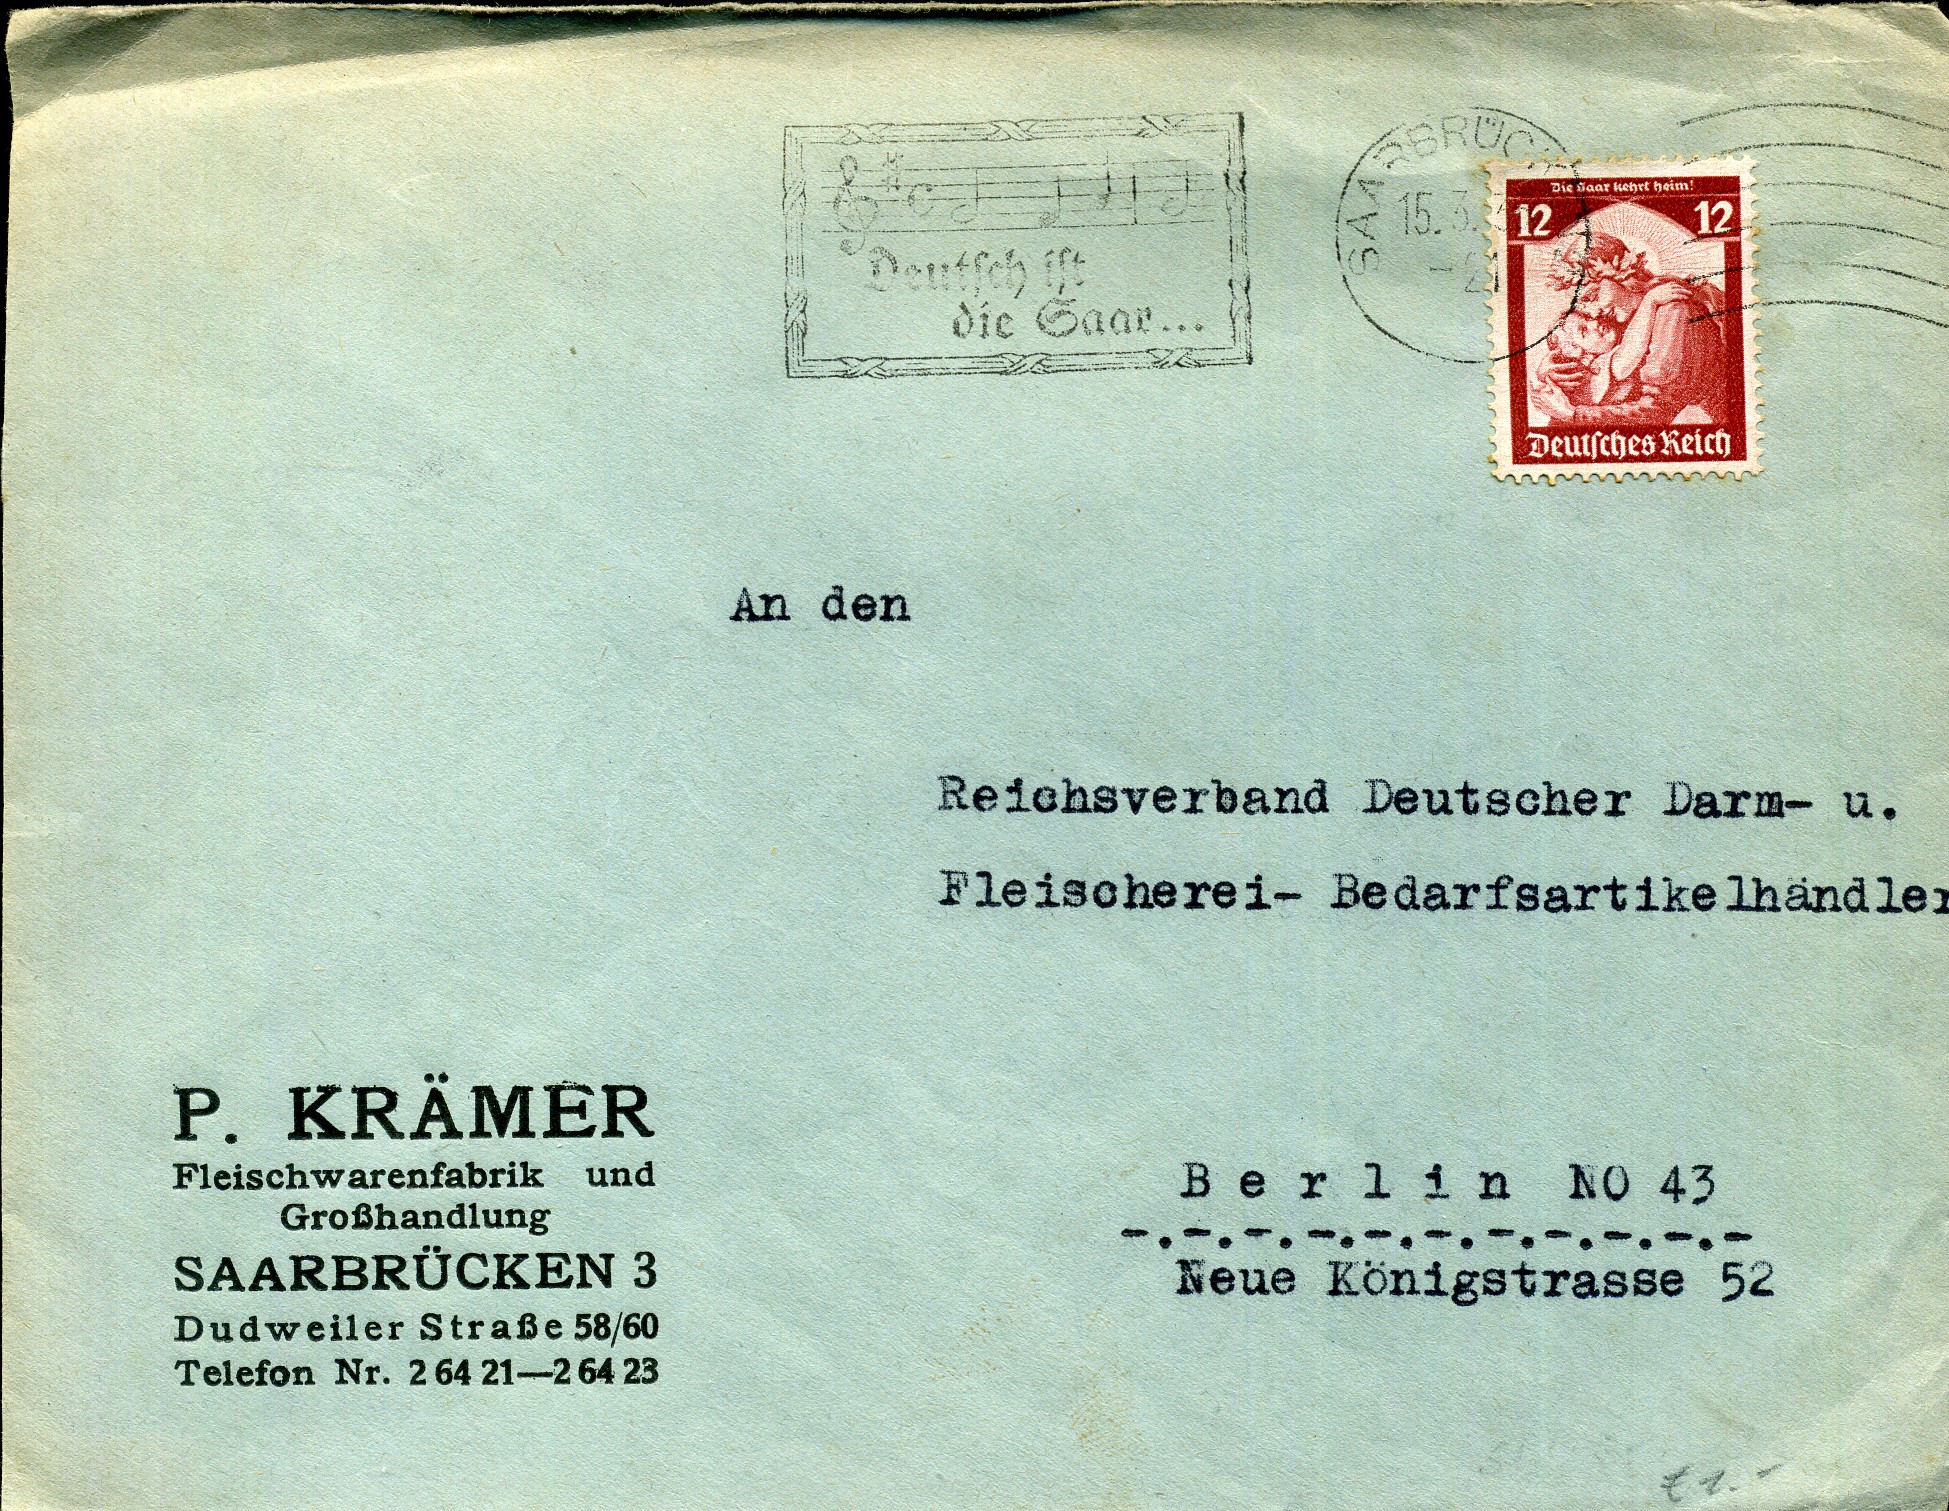 Deutsch ist
die Saar...
15.3.
Die Saar kehrt heim!
12 12
Deutsches Reich
An den
Reichsverband Deutscher Darm- u.
Fleischerei- Bedarfsartikelhändler
Berlin NO 43
-.-.-.-.-.-.-.-.-.-.-
Neue Königstrasse 52
P. KRÄMER
Fleischwarenfabrik und
Großhandlung
SAARBRÜCKEN 3
Dudweiler Straße 58/60
Telefon Nr. 2 64 21—2 64 23